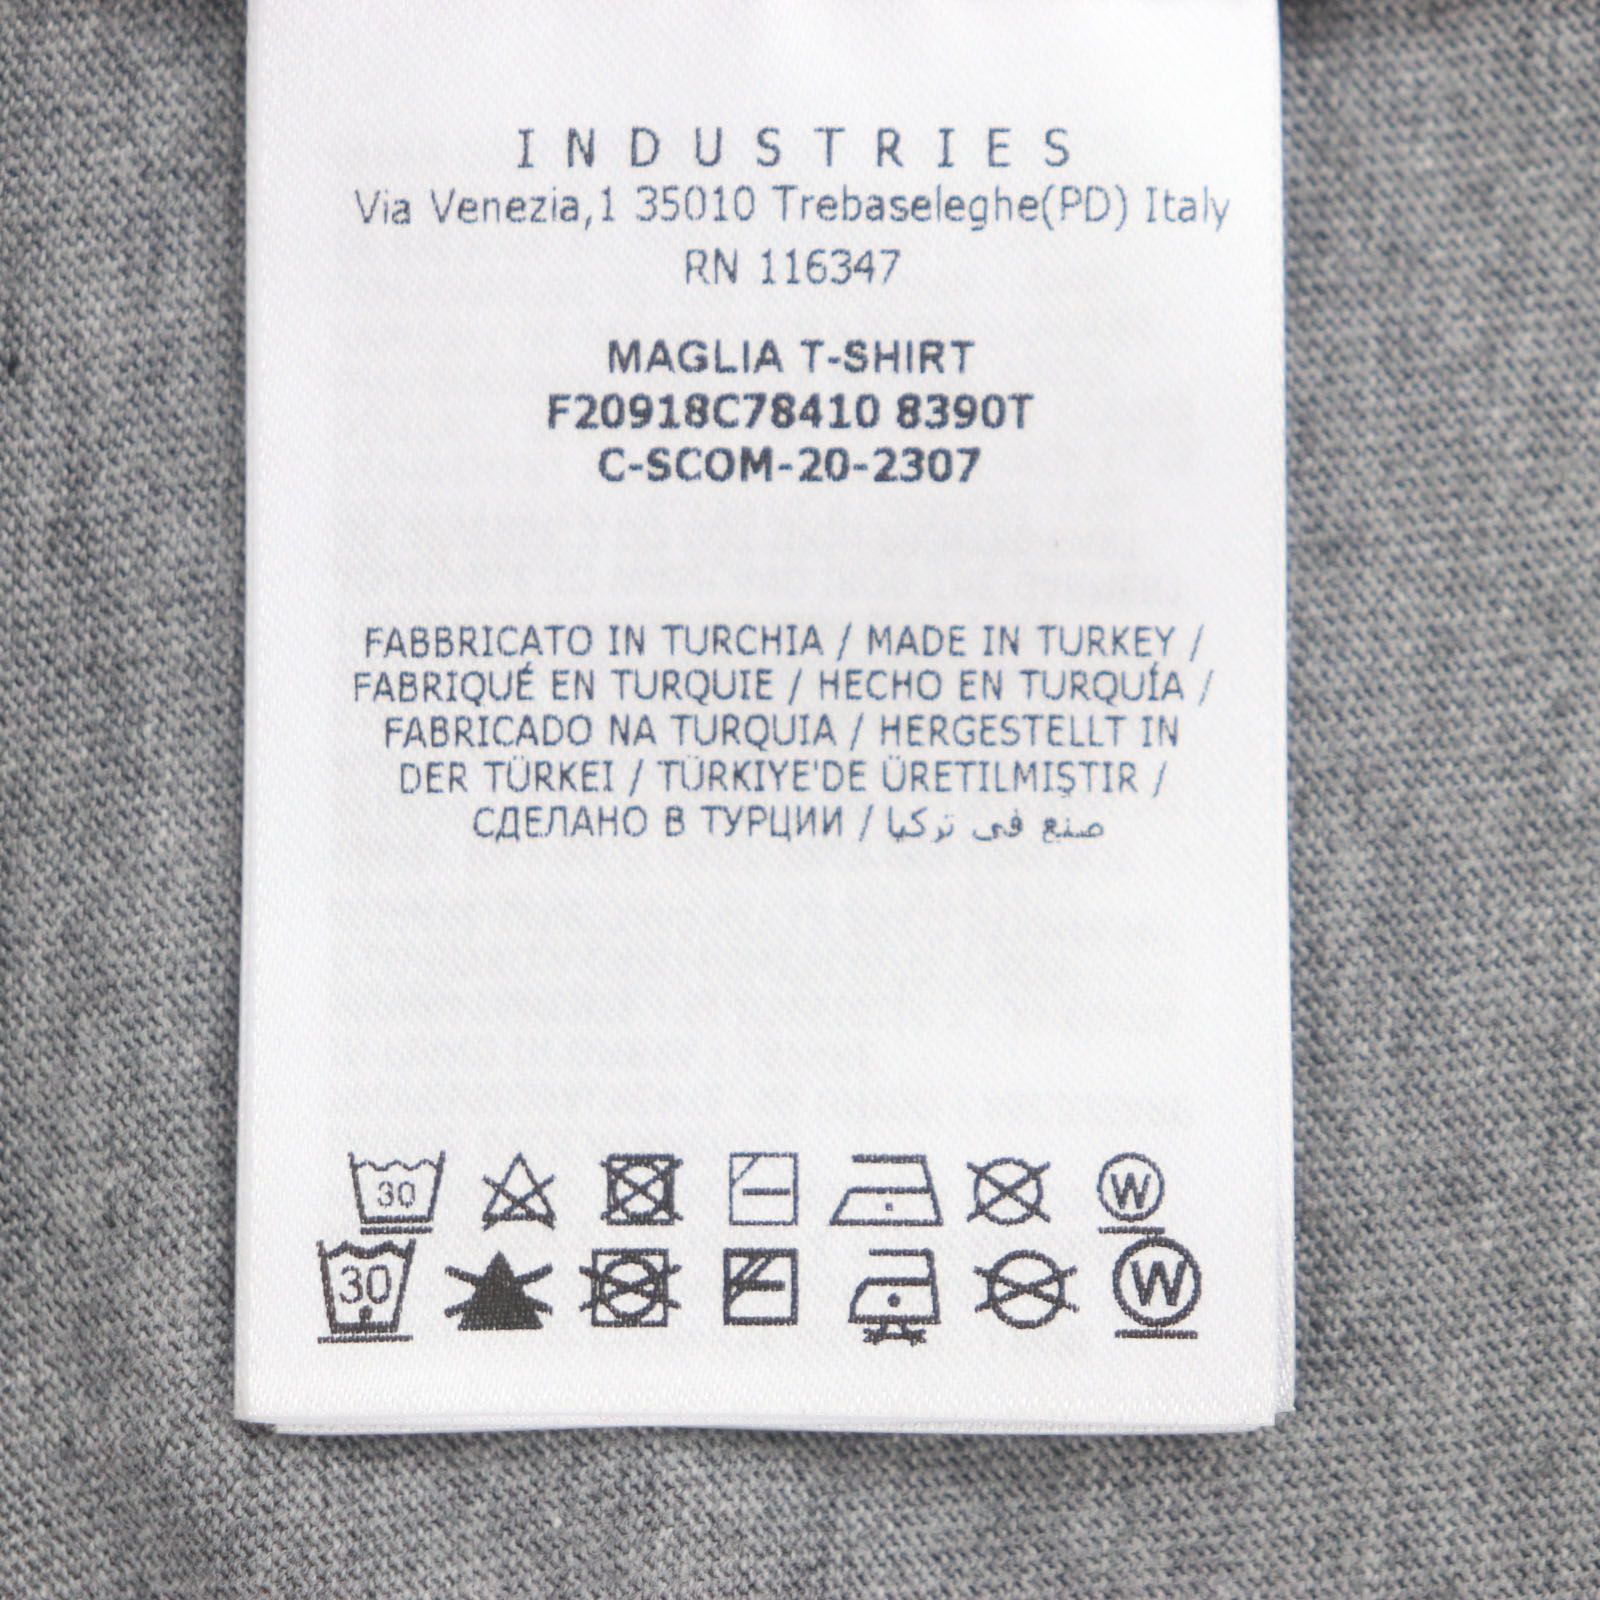 INDUSTRIES
Via Venezia,1 35010 Trebaseleghe(PD) Italy
RN 116347
MAGLIA T-SHIRT
F20918C78410 8390T
C-SCOM-20-2307
FABBRICATO IN TURCHIA / MADE IN TURKEY /
FABRIQUÉ EN TURQUIE / HECHO EN TURQUÍA /
FABRICADO NA TURQUIA / HERGESTELLT IN
DER TÜRKEI / TÜRKIYE'DE ÜRETILMIŞTIR /
СДЕЛАНО В ТУРЦИИ / صنع في تركيا
30 W
30 W